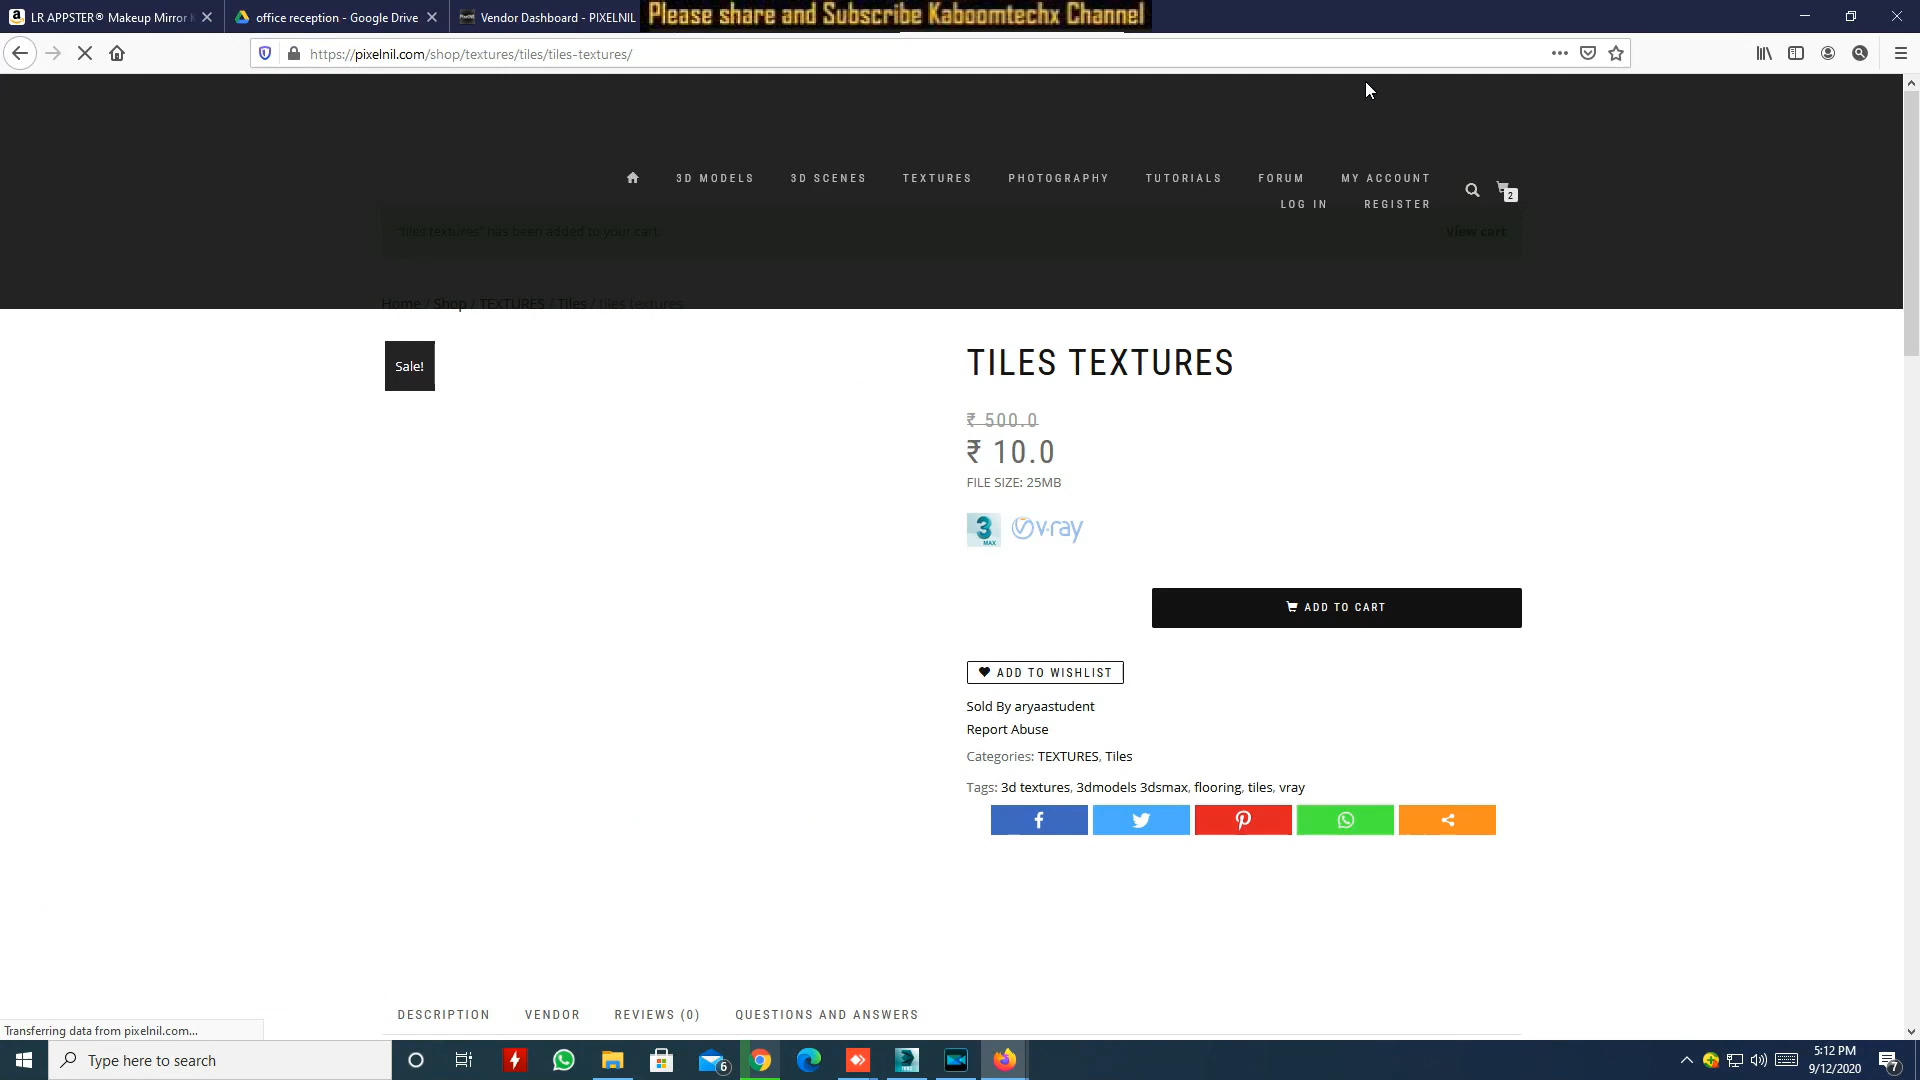 LR APPSTER® Makeup Mirror
office reception - Google Drive
Vendor Dashboard - PIXELNIL
Please share and Subscribe Kaboomtechx Channel
https://pixelnil.com/shop/textures/tiles/tiles-textures/
3D MODELS
3D SCENES
TEXTURES
PHOTOGRAPHY
TUTORIALS
FORUM
MY ACCOUNT
LOG IN
REGISTER
2
"tiles textures" has been added to your cart.
View cart
Home / Shop / TEXTURES / Tiles / tiles textures
Sale!
TILES TEXTURES
₹ 500.0
₹ 10.0
FILE SIZE: 25MB
3
MAX
v·ray
ADD TO CART
ADD TO WISHLIST
Sold By aryaastudent
Report Abuse
Categories: TEXTURES, Tiles
Tags: 3d textures, 3dmodels 3dsmax, flooring, tiles, vray
DESCRIPTION
VENDOR
REVIEWS (0)
QUESTIONS AND ANSWERS
Transferring data from pixelnil.com...
Type here to search
6
5:12 PM
9/12/2020
7